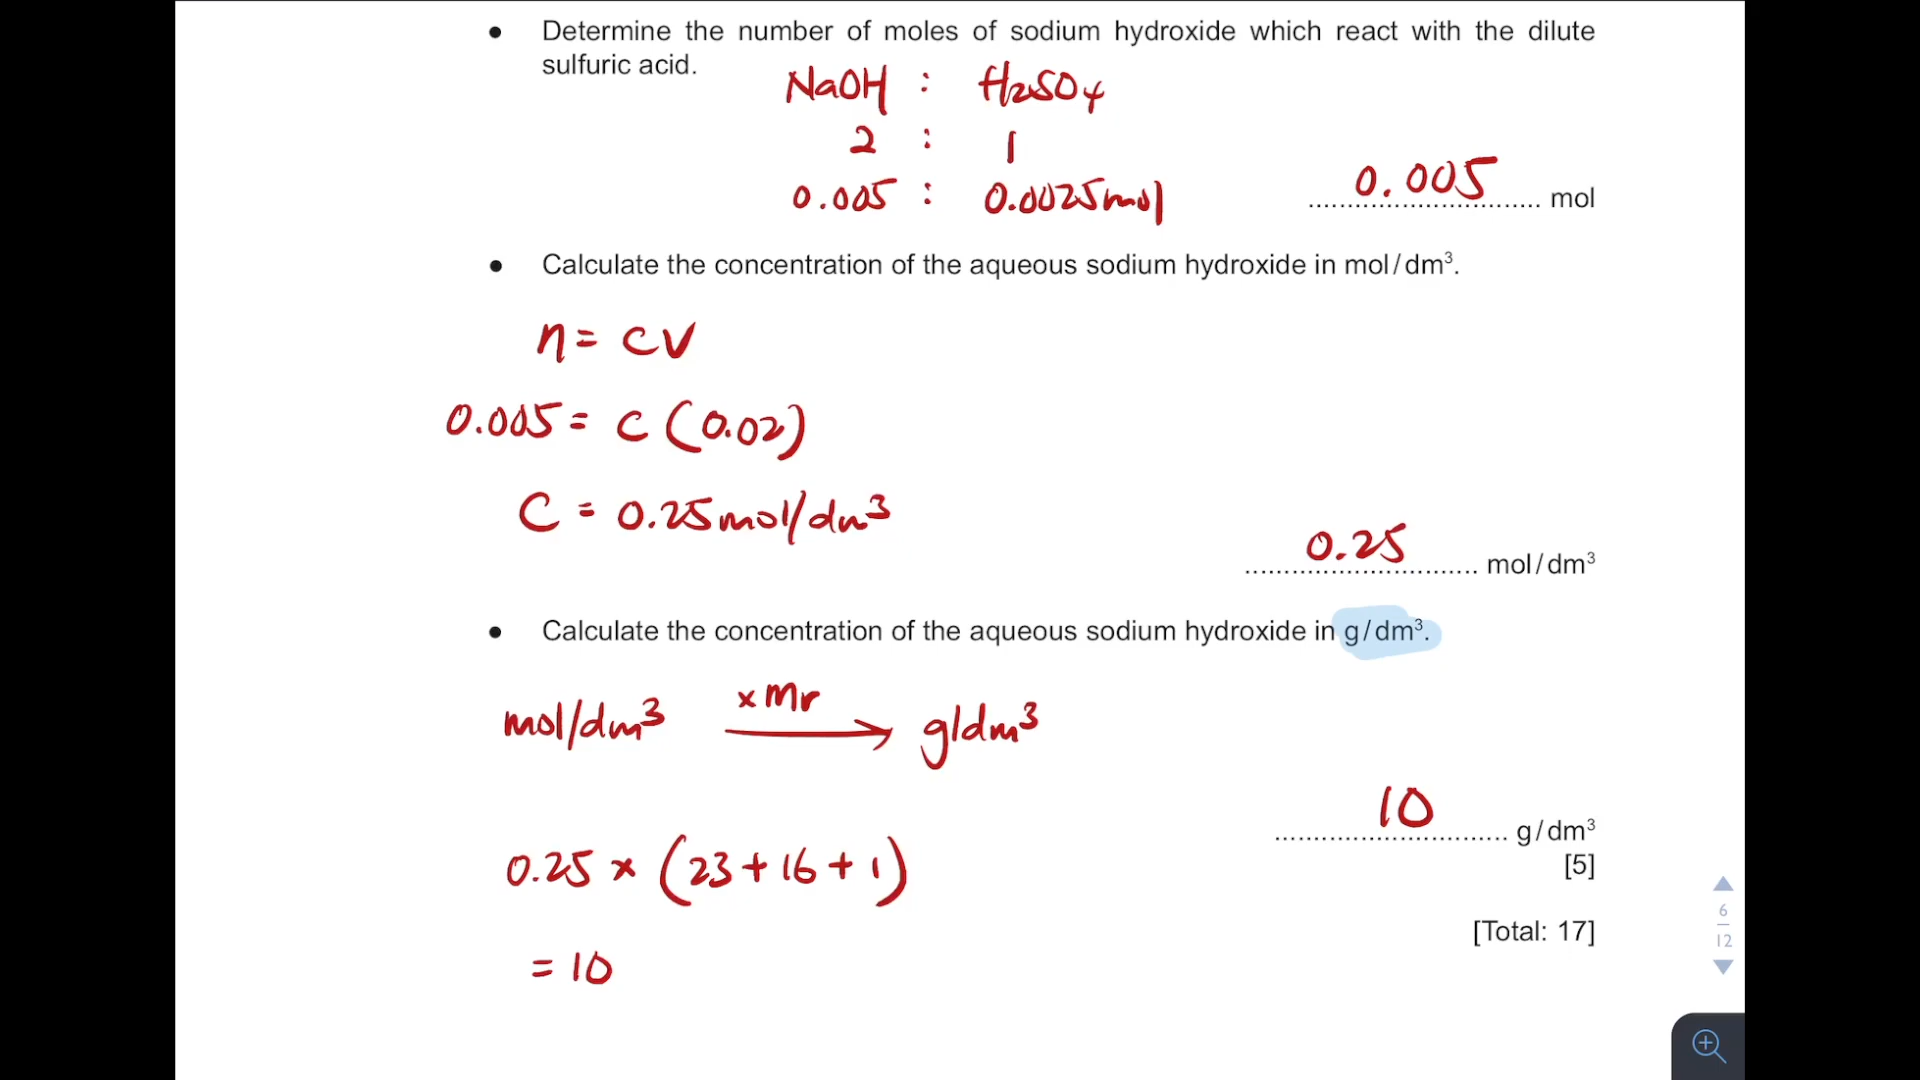 • Determine the number of moles of sodium hydroxide which react with the dilute
sulfuric acid.
NaOH : H₂SO₄
2 : 1
0.005 : 0.0025mol
0.005 mol
• Calculate the concentration of the aqueous sodium hydroxide in mol/dm³.
n = CV
0.005 = C (0.02)
C = 0.25mol/dm³
0.25 mol/dm³
• Calculate the concentration of the aqueous sodium hydroxide in g/dm³.
mol/dm³ ×Mr → g/dm³
10 g/dm³
[5]
0.25 × (23 + 16 + 1)
[Total: 17]
= 10
6
12